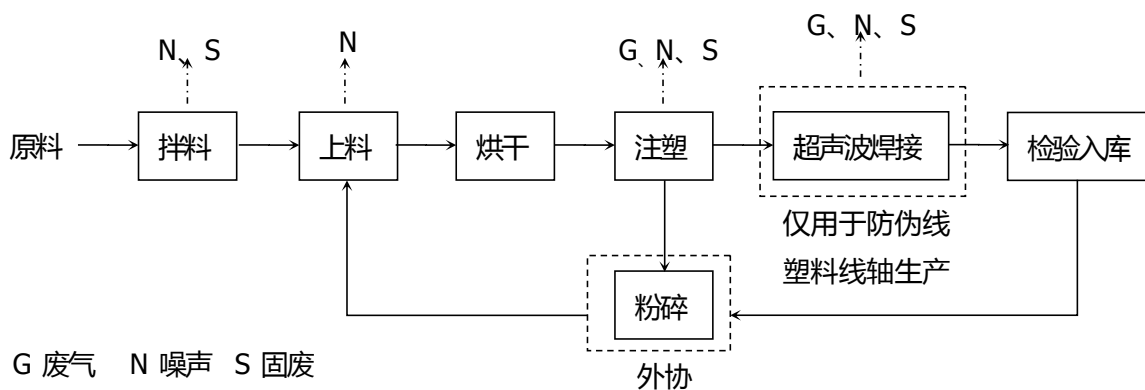 G、N、S
N、S
N
G、N、S
原料
拌料
上料
烘干
注塑
超声波焊接
检验入库
仅用于防伪线
塑料线轴生产
粉碎
外协
G 废气 N 噪声 S 固废